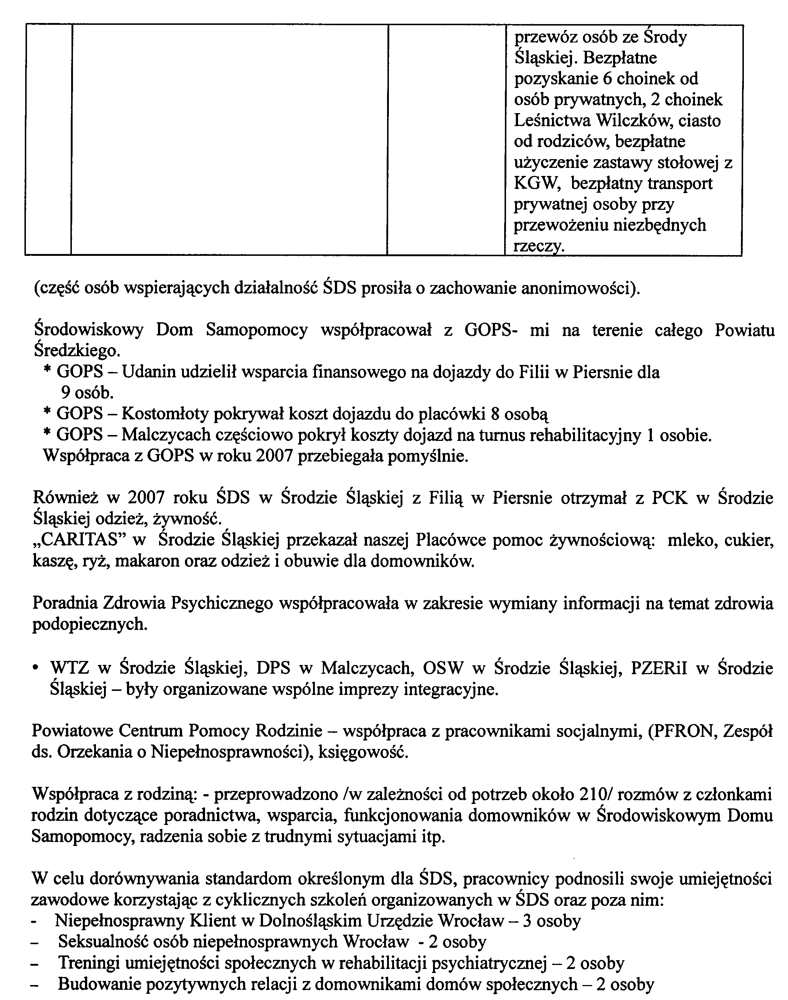 przewóz osób ze Środy
Śląskiej. Bezpłatne
pozyskanie 6 choinek od
osób prywatnych, 2 choinek
Leśnictwa Wilczków, ciasto
od rodziców, bezpłatne
użyczenie zastawy stołowej z
KGW, bezpłatny transport
prywatnej osoby przy
przewożeniu niezbędnych
rzeczy.
(część osób wspierających działalność ŚDS prosiła o zachowanie anonimowości).
Środowiskowy Dom Samopomocy współpracował z GOPS- mi na terenie całego Powiatu
Średzkiego.
* GOPS – Udanin udzielił wsparcia finansowego na dojazdy do Filii w Piersnie dla
9 osób.
* GOPS – Kostomłoty pokrywał koszt dojazdu do placówki 8 osobą
* GOPS – Malczycach częściowo pokrył koszty dojazd na turnus rehabilitacyjny 1 osobie.
Współpraca z GOPS w roku 2007 przebiegała pomyślnie.
Również w 2007 roku ŚDS w Środzie Śląskiej z Filią w Piersnie otrzymał z PCK w Środzie
Śląskiej odzież, żywność.
„CARITAS” w Środzie Śląskiej przekazał naszej Placówce pomoc żywnościową: mleko, cukier,
kaszę, ryż, makaron oraz odzież i obuwie dla domowników.
Poradnia Zdrowia Psychicznego współpracowała w zakresie wymiany informacji na temat zdrowia
podopiecznych.
• WTZ w Środzie Śląskiej, DPS w Malczycach, OSW w Środzie Śląskiej, PZERiI w Środzie
Śląskiej – były organizowane wspólne imprezy integracyjne.
Powiatowe Centrum Pomocy Rodzinie – współpraca z pracownikami socjalnymi, (PFRON, Zespół
ds. Orzekania o Niepełnosprawności), księgowość.
Współpraca z rodziną: - przeprowadzono /w zależności od potrzeb około 210/ rozmów z członkami
rodzin dotyczące poradnictwa, wsparcia, funkcjonowania domowników w Środowiskowym Domu
Samopomocy, radzenia sobie z trudnymi sytuacjami itp.
W celu dorównywania standardom określonym dla ŚDS, pracownicy podnosili swoje umiejętności
zawodowe korzystając z cyklicznych szkoleń organizowanych w ŚDS oraz poza nim:
- Niepełnosprawny Klient w Dolnośląskim Urzędzie Wrocław – 3 osoby
– Seksualność osób niepełnosprawnych Wrocław - 2 osoby
– Treningi umiejętności społecznych w rehabilitacji psychiatrycznej – 2 osoby
– Budowanie pozytywnych relacji z domownikami domów społecznych – 2 osoby